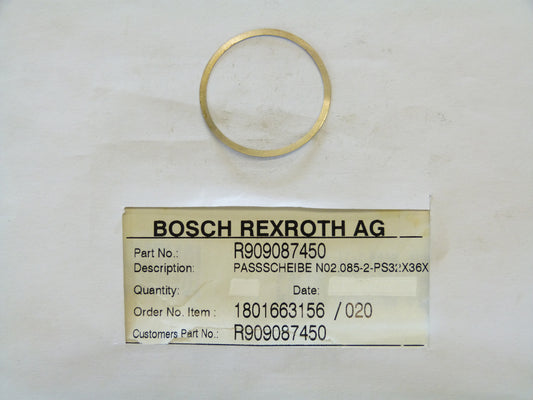 BOSCH REXROTH AG
Part No.: R909087450
Description: PASSSCHEIBE N02.085-2-PS32X36X
Quantity: Date:
Order No. Item : 1801663156 / 020
Customers Part No.: R909087450